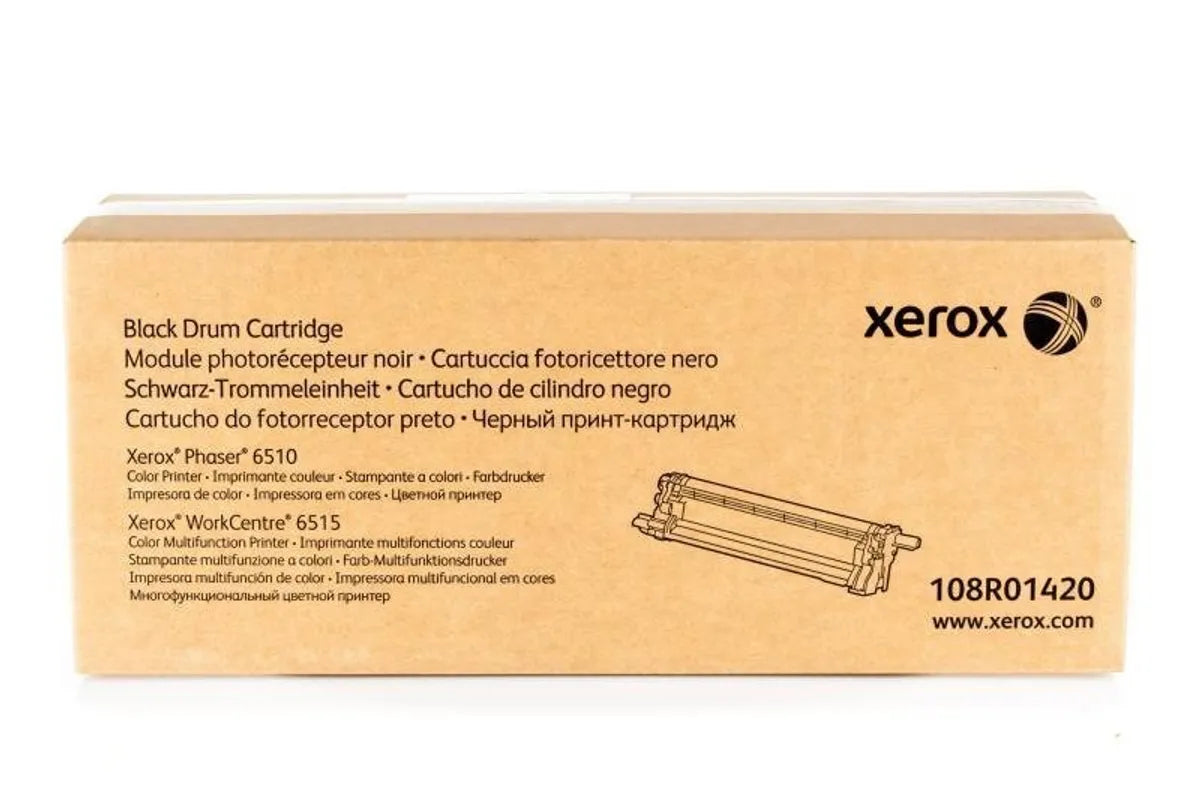 xerox ®
Black Drum Cartridge
Module photorécepteur noir • Cartuccia fotoricettore nero
Schwarz-Trommeleinheit • Cartucho de cilindro negro
Cartucho do fotorreceptor preto • Черный принт-картридж
Xerox® Phaser® 6510
Color Printer • Imprimante couleur • Stampante a colori • Farbdrucker
Impresora de color • Impressora em cores • Цветной принтер
Xerox® WorkCentre® 6515
Color Multifunction Printer • Imprimante multifonctions couleur
Stampante multifunzione a colori • Farb-Multifunktionsdrucker
Impresora multifunción de color • Impressora multifuncional em cores
Многофункциональный цветной принтер
108R01420
www.xerox.com